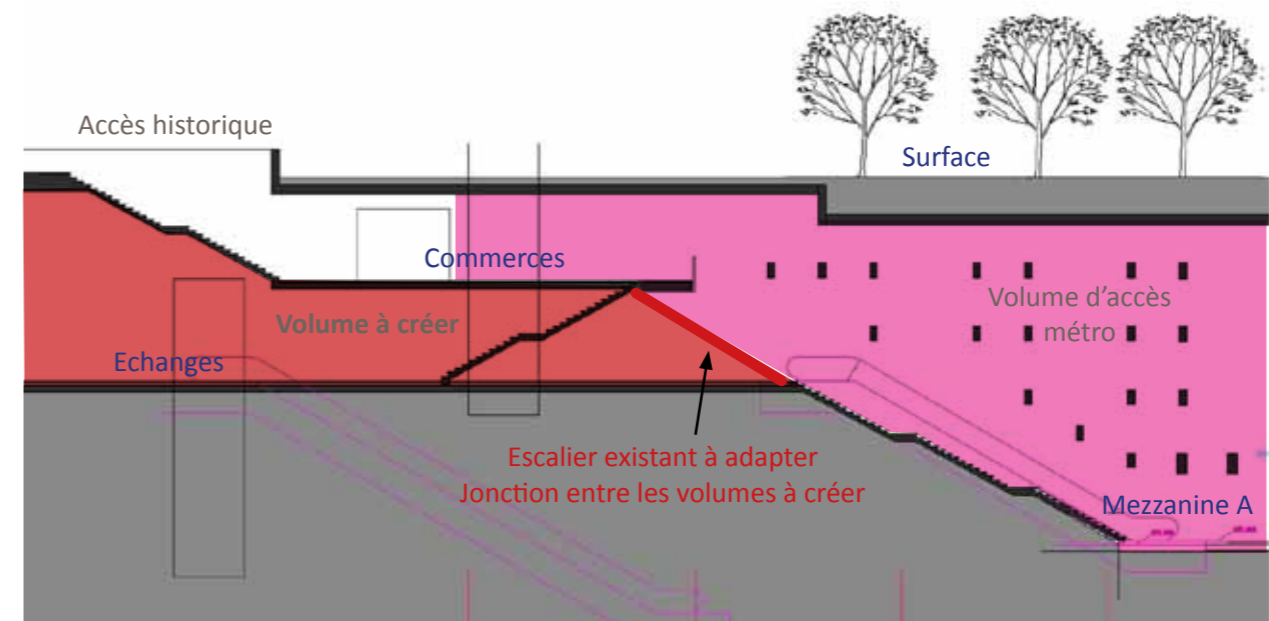 Accès historique
Surface
Commerces
Volume à créer
Volume d'accès
métro
Echanges
Escalier existant à adapter
Jonction entre les volumes à créer
Mezzanine A